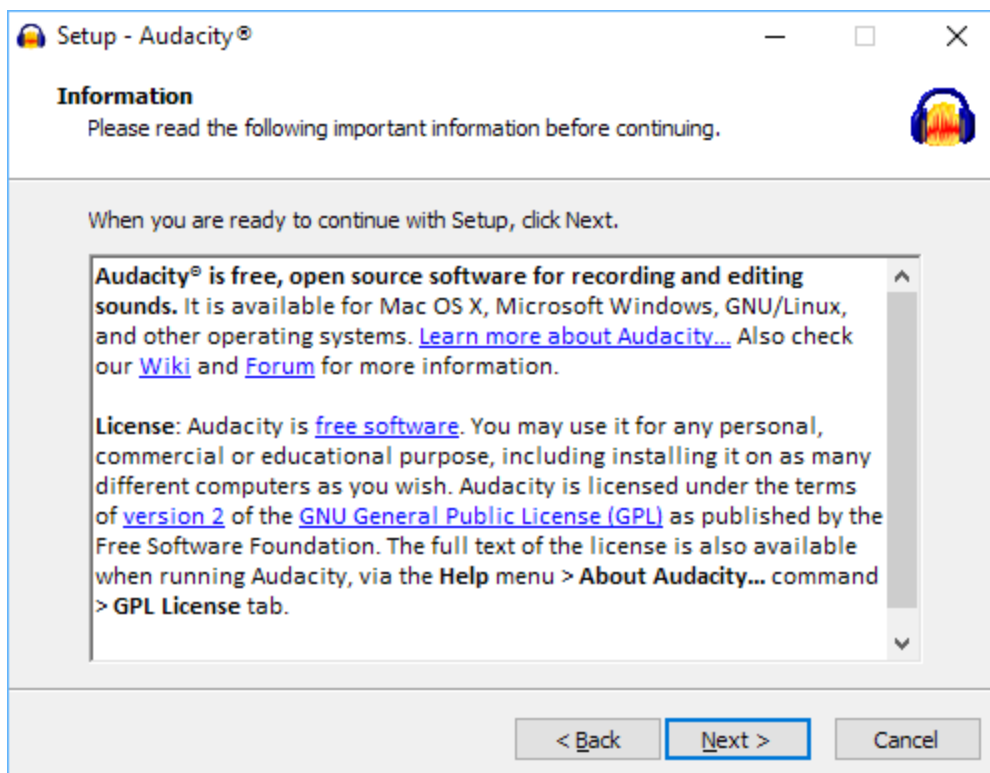 Setup - Audacity®
Information
Please read the following important information before continuing.
When you are ready to continue with Setup, click Next.
Audacity® is free, open source software for recording and editing
sounds. It is available for Mac OS X, Microsoft Windows, GNU/Linux,
and other operating systems. Learn more about Audacity... Also check
our Wiki and Forum for more information.
License: Audacity is free software. You may use it for any personal,
commercial or educational purpose, including installing it on as many
different computers as you wish. Audacity is licensed under the terms
of version 2 of the GNU General Public License (GPL) as published by the
Free Software Foundation. The full text of the license is also available
when running Audacity, via the Help menu > About Audacity... command
> GPL License tab.
< Back Next > Cancel